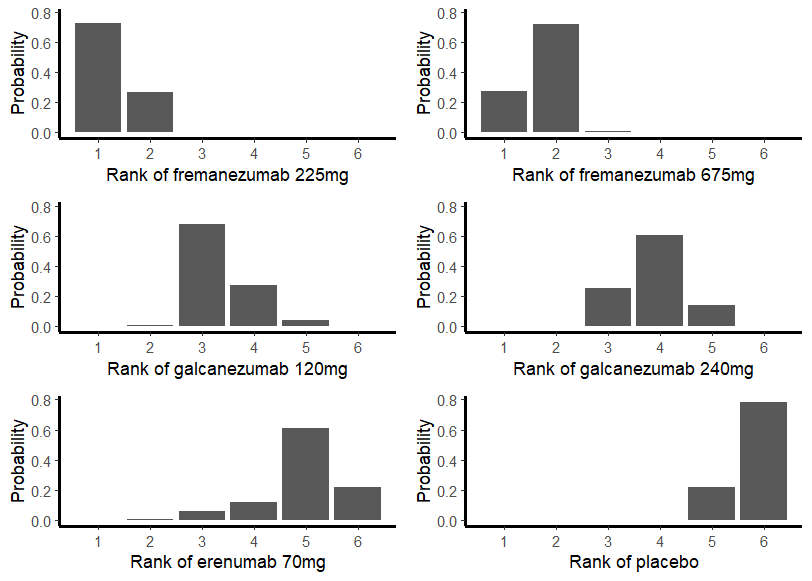 0.8
0.6
0.4
0.2
0.0
Probability
1 2 3 4 5 6
Rank of fremanezumab 225mg
0.8
0.6
0.4
0.2
0.0
Probability
1 2 3 4 5 6
Rank of fremanezumab 675mg
0.8
0.6
0.4
0.2
0.0
Probability
1 2 3 4 5 6
Rank of galcanezumab 120mg
0.8
0.6
0.4
0.2
0.0
Probability
1 2 3 4 5 6
Rank of galcanezumab 240mg
0.8
0.6
0.4
0.2
0.0
Probability
1 2 3 4 5 6
Rank of erenumab 70mg
0.8
0.6
0.4
0.2
0.0
Probability
1 2 3 4 5 6
Rank of placebo